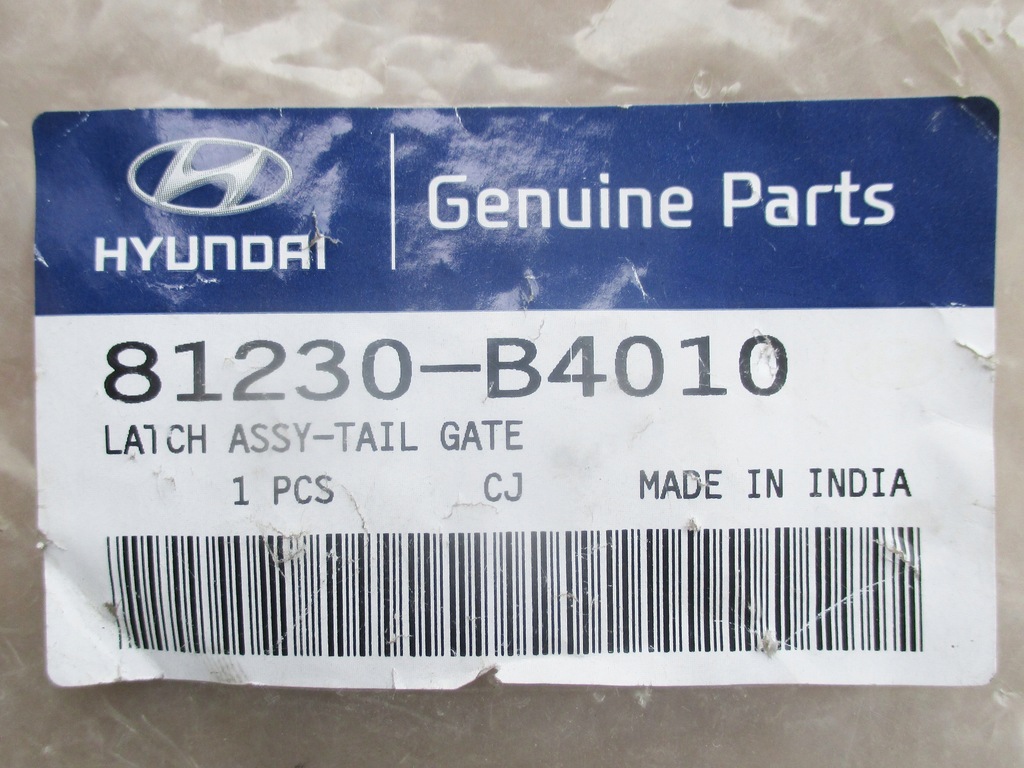 HYUNDAI
Genuine Parts
81230-B4010
LATCH ASSY-TAIL GATE
1 PCS CJ MADE IN INDIA